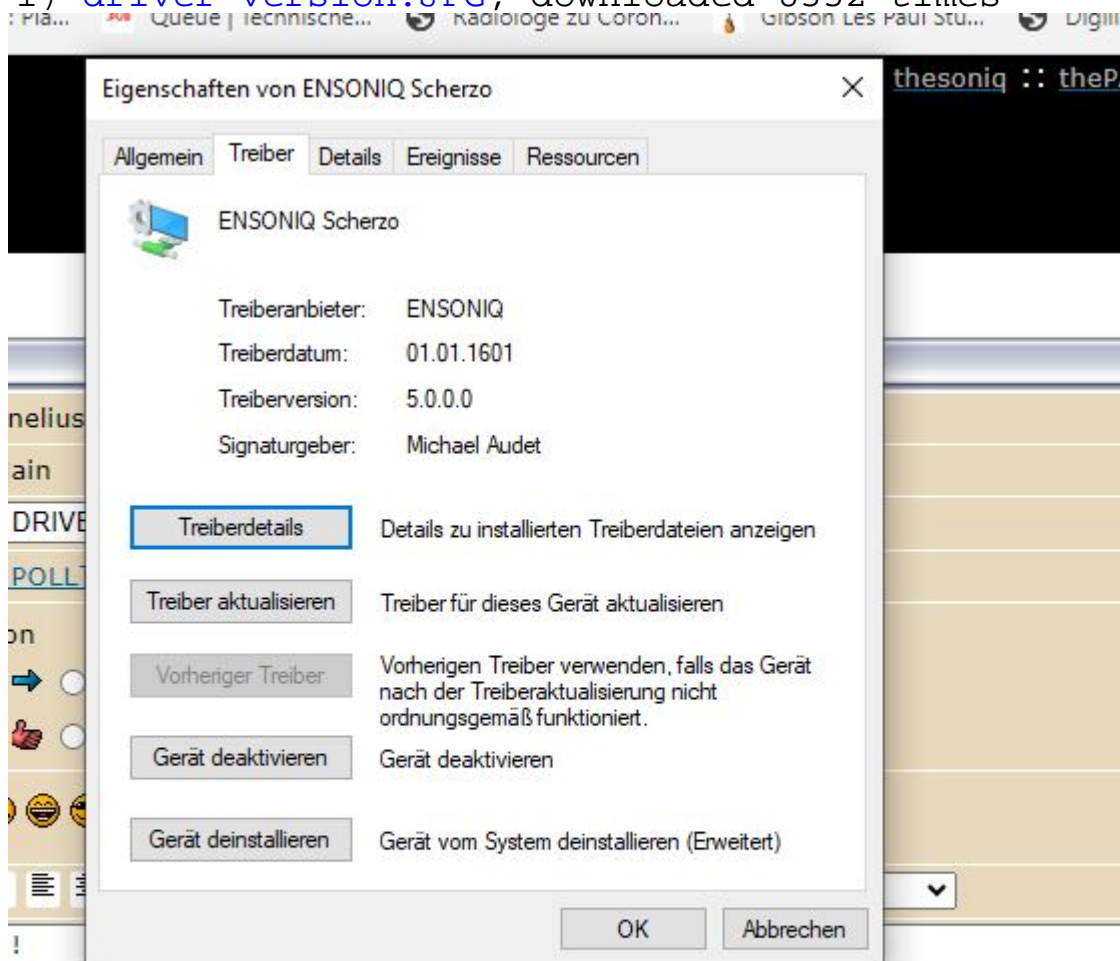 1) driver version.JPG, downloaded 8552 times
Queue | Technische... Radiologe zu Coron... Gibson Les Paul Stu...
Eigenschaften von ENSONIQ Scherzo
thesoniq ::
Allgemein Treiber Details Ereignisse Ressourcen
ENSONIQ Scherzo
Treiberanbieter: ENSONIQ
Treiberdatum: 01.01.1601
Treiberversion: 5.0.0.0
nelius
Signaturgeber: Michael Audet
ain
DRIVE
Treiberdetails Details zu installierten Treiberdateien anzeigen
POLL
Treiber aktualisieren Treiber für dieses Gerät aktualisieren
on
Vorheriger Treiber Vorherigen Treiber verwenden, falls das Gerät
nach der Treiberaktualisierung nicht
ordnungsgemäß funktioniert.
Gerät deaktivieren Gerät deaktivieren
Gerät deinstallieren Gerät vom System deinstallieren (Erweitert)
OK Abbrechen
!